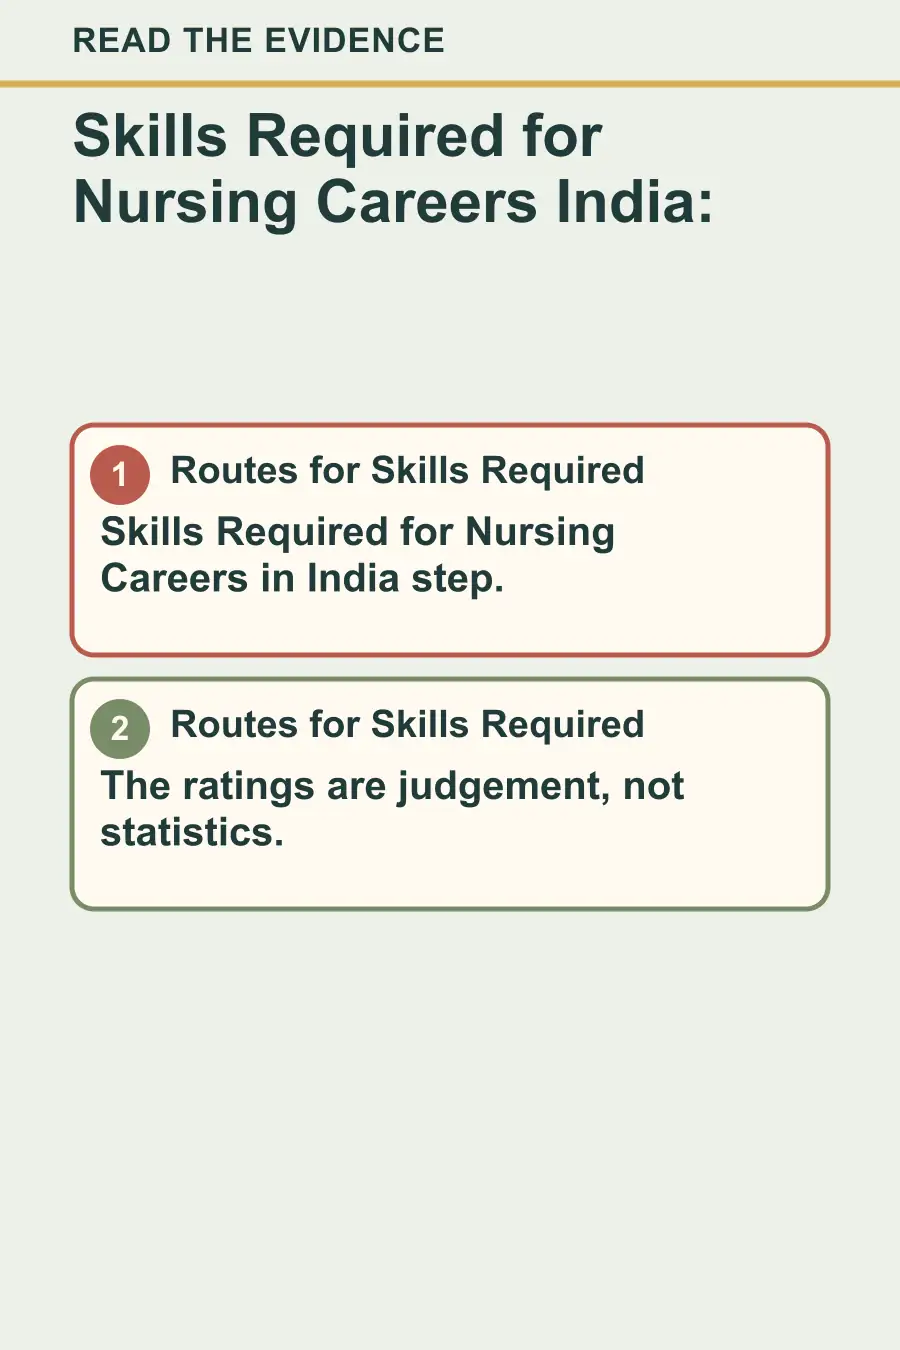 READ THE EVIDENCE
Skills Required for
Nursing Careers India:
1 Routes for Skills Required
Skills Required for Nursing
Careers in India step.
2 Routes for Skills Required
The ratings are judgement, not
statistics.